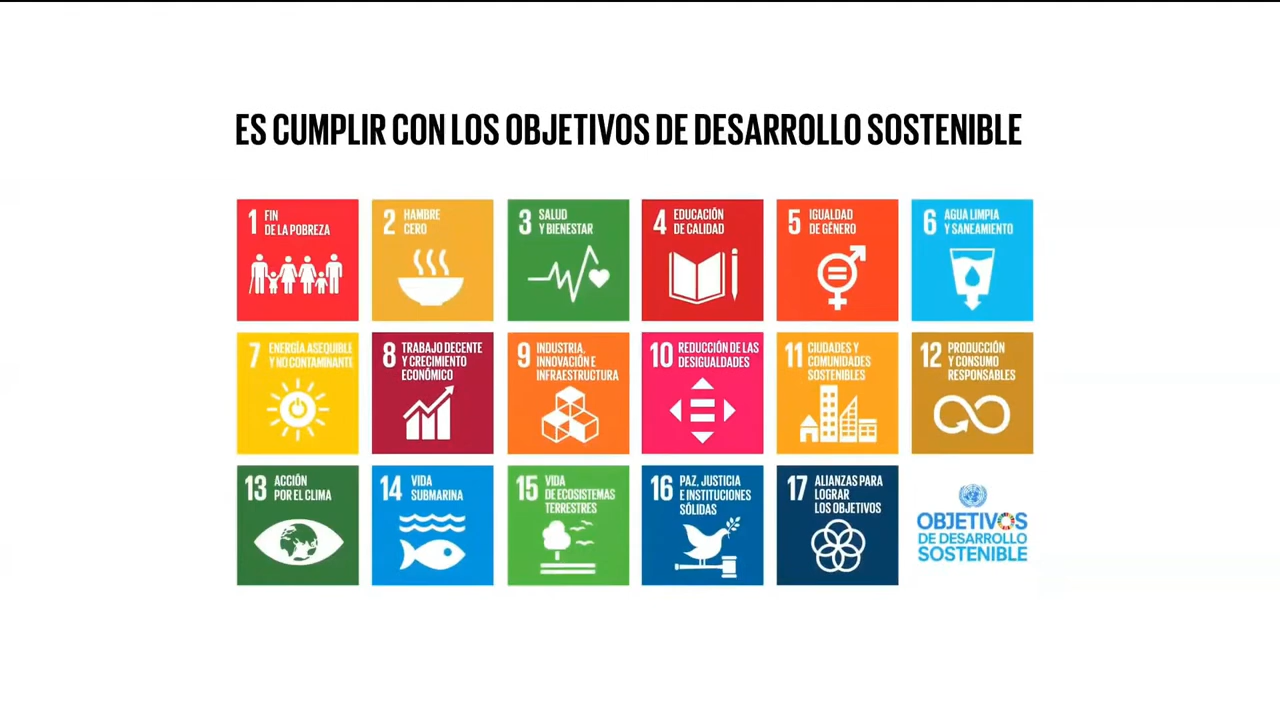 ES CUMPLIR CON LOS OBJETIVOS DE DESARROLLO SOSTENIBLE
1 FIN
DE LA POBREZA
2 HAMBRE
CERO
3 SALUD
Y BIENESTAR
4 EDUCACIÓN
DE CALIDAD
5 IGUALDAD
DE GÉNERO
6 AGUA LIMPIA
Y SANEAMIENTO
7 ENERGÍA ASEQUIBLE
Y NO CONTAMINANTE
8 TRABAJO DECENTE
Y CRECIMIENTO
ECONÓMICO
9 INDUSTRIA,
INNOVACIÓN E
INFRAESTRUCTURA
10 REDUCCIÓN DE LAS
DESIGUALDADES
11 CIUDADES Y
COMUNIDADES
SOSTENIBLES
12 PRODUCCIÓN
Y CONSUMO
RESPONSABLES
13 ACCIÓN
POR EL CLIMA
14 VIDA
SUBMARINA
15 VIDA
DE ECOSISTEMAS
TERRESTRES
16 PAZ, JUSTICIA
E INSTITUCIONES
SÓLIDAS
17 ALIANZAS PARA
LOGRAR
LOS OBJETIVOS
OBJETIVOS
DE DESARROLLO
SOSTENIBLE